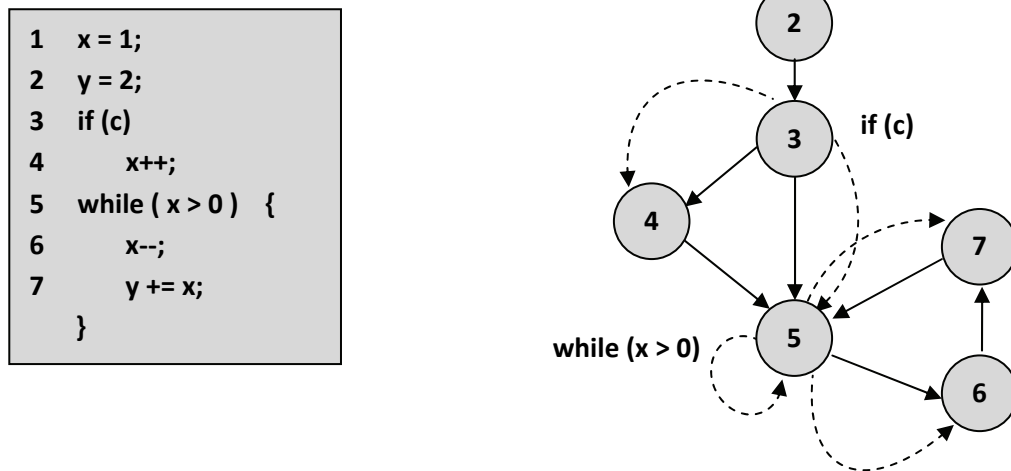 1 x = 1;
2 y = 2;
3 if (c)
4 x++;
5 while ( x > 0 ) {
6 x--;
7 y += x;
}
2
3
if (c)
4
7
5
while (x > 0)
6